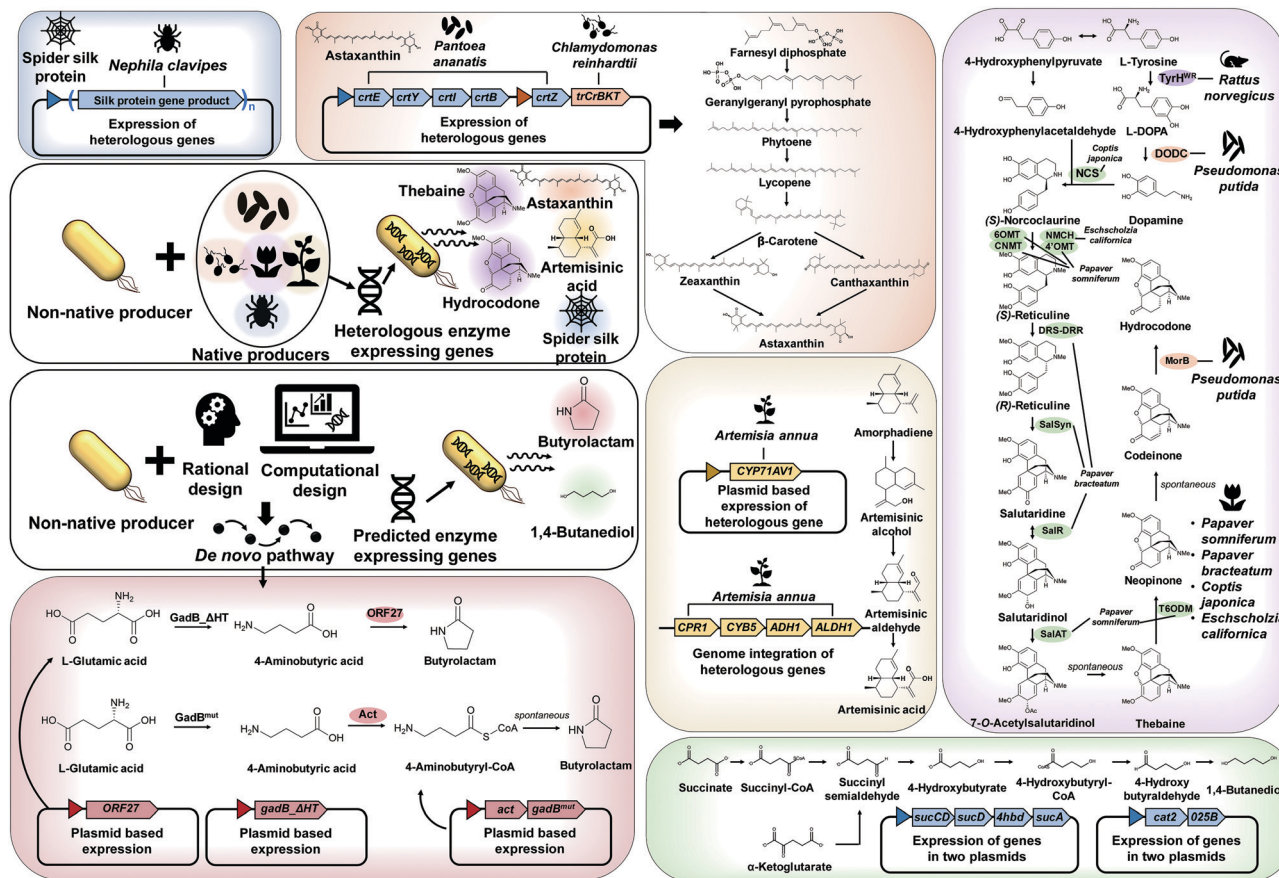 Spider silk
protein
Nephila clavipes
Silk protein gene product
n
Expression of
heterologous genes
Astaxanthin
Pantoea
ananatis
Chlamydomonas
reinhardtii
crtE
crtY
crtI
crtB
crtZ
trCrBKT
Expression of
heterologous genes
Farnesyl diphosphate
Geranylgeranyl pyrophosphate
Phytoene
Lycopene
β-Carotene
Zeaxanthin
Canthaxanthin
Astaxanthin
Non-native producer
Native producers
Heterologous enzyme
expressing genes
Thebaine
Astaxanthin
Hydrocodone
Artemisinic
acid
Spider silk
protein
Non-native producer
Rational
design
Computational
design
De novo pathway
Predicted enzyme
expressing genes
Butyrolactam
1,4-Butanediol
L-Glutamic acid
GadB_ΔHT
4-Aminobutyric acid
ORF27
Butyrolactam
L-Glutamic acid
GadBmut
4-Aminobutyric acid
Act
4-Aminobutyryl-CoA
spontaneous
Butyrolactam
ORF27
Plasmid based
expression
gadB_ΔHT
Plasmid based
expression
act
gadBmut
Plasmid based
expression
Artemisia annua
CYP71AV1
Plasmid based
expression of
heterologous gene
Artemisia annua
CPR1
CYB5
ADH1
ALDH1
Genome integration of
heterologous genes
Amorphadiene
Artemisinic
alcohol
Artemisinic
aldehyde
Artemisinic acid
4-Hydroxyphenylpyruvate
L-Tyrosine
TyrHWR
Rattus
norvegicus
4-Hydroxyphenylacetaldehyde
L-DOPA
Coptis
japonica
NCS
DODC
Pseudomonas
putida
(S)-Norcoclaurine
Dopamine
6OMT
CNMT
NMCH
4'OMT
Eschscholzia
californica
Papaver
somniferum
(S)-Reticuline
DRS-DRR
Hydrocodone
MorB
Pseudomonas
putida
(R)-Reticuline
SalSyn
Codeinone
Papaver
bracteatum
Salutaridine
spontaneous
SalR
Neopinone
• Papaver
somniferum
• Papaver
bracteatum
• Coptis
japonica
• Eschscholzia
californica
Salutaridinol
Papaver
somniferum
T6ODM
SalAT
spontaneous
7-O-Acetylsalutaridinol
Thebaine
Succinate
Succinyl-CoA
Succinyl
semialdehyde
4-Hydroxybutyrate
4-Hydroxybutyryl-
CoA
4-Hydroxy
butyraldehyde
1,4-Butanediol
α-Ketoglutarate
sucCD
sucD
4hbd
sucA
Expression of genes
in two plasmids
cat2
025B
Expression of genes
in two plasmids